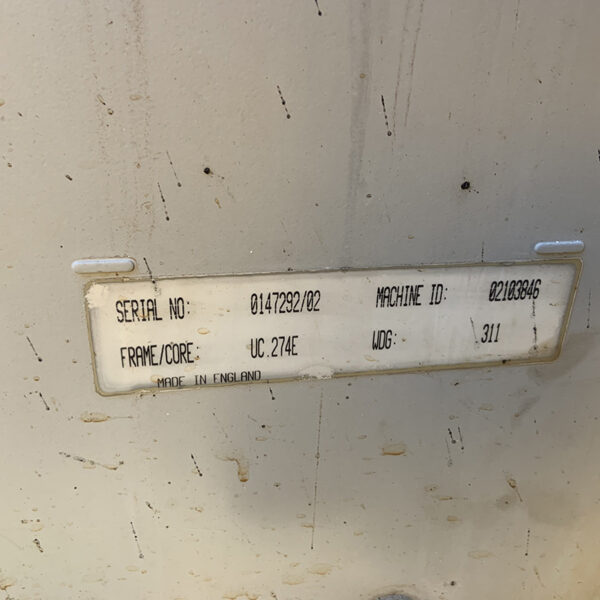 SERIAL NO: 0147292/02 MACHINE ID: 02103846
FRAME/CORE: UC.274E WDG: 311
MADE IN ENGLAND